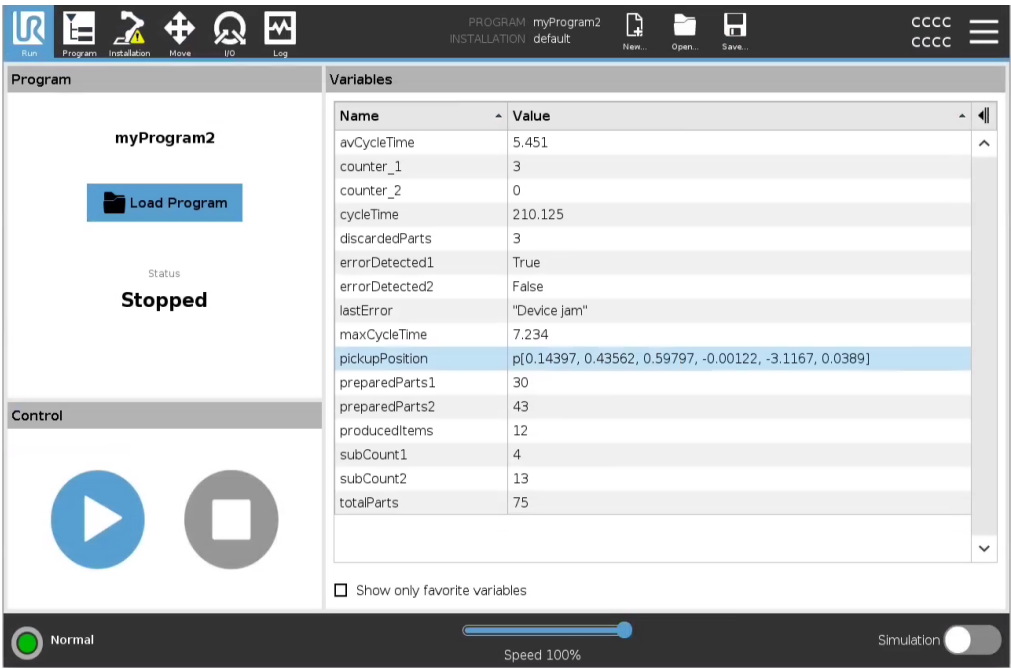 UR
Run
Program
Installation
Move
I/O
Log
PROGRAM myProgram2
INSTALLATION default
New...
Open...
Save...
CCCC
CCCC
Program
myProgram2
Load Program
Status
Stopped
Control
Variables
Name Value
avCycleTime 5.451
counter_1 3
counter_2 0
cycleTime 210.125
discardedParts 3
errorDetected1 True
errorDetected2 False
lastError "Device jam"
maxCycleTime 7.234
pickupPosition p[0.14397, 0.43562, 0.59797, -0.00122, -3.1167, 0.0389]
preparedParts1 30
preparedParts2 43
producedItems 12
subCount1 4
subCount2 13
totalParts 75
Show only favorite variables
Normal
Speed 100%
Simulation